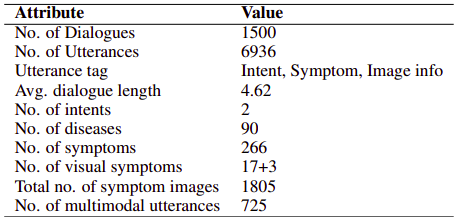 Attribute Value
No. of Dialogues 1500
No. of Utterances 6936
Utterance tag Intent, Symptom, Image info
Avg. dialogue length 4.62
No. of intents 2
No. of diseases 90
No. of symptoms 266
No. of visual symptoms 17+3
Total no. of symptom images 1805
No. of multimodal utterances 725